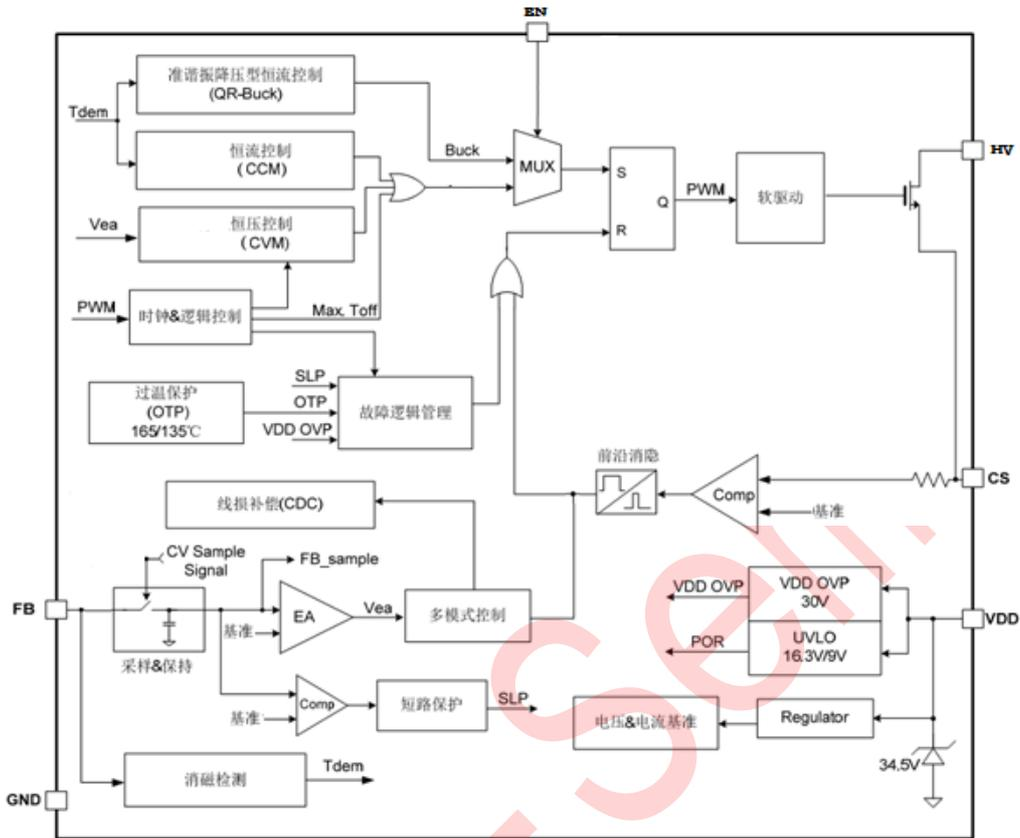 EN
准谐振降压型恒流控制
(QR-Buck)
Tdem
恒流控制
(CCM)
Buck
MUX
HV
S
Q
R
PWM
软驱动
Vea
恒压控制
(CVM)
PWM
时钟&逻辑控制
Max. Toff
过温保护
(OTP)
165/135℃
SLP
OTP
VDD OVP
故障逻辑管理
前沿消隐
Comp
CS
基准
线损补偿(CDC)
CV Sample
Signal
FB_sample
FB
EA
基准
Vea
多模式控制
采样&保持
VDD OVP
VDD OVP
30V
POR
UVLO
16.3V/9V
VDD
Comp
基准
短路保护
SLP
电压&电流基准
Regulator
34.5V
消磁检测
Tdem
GND
Sem